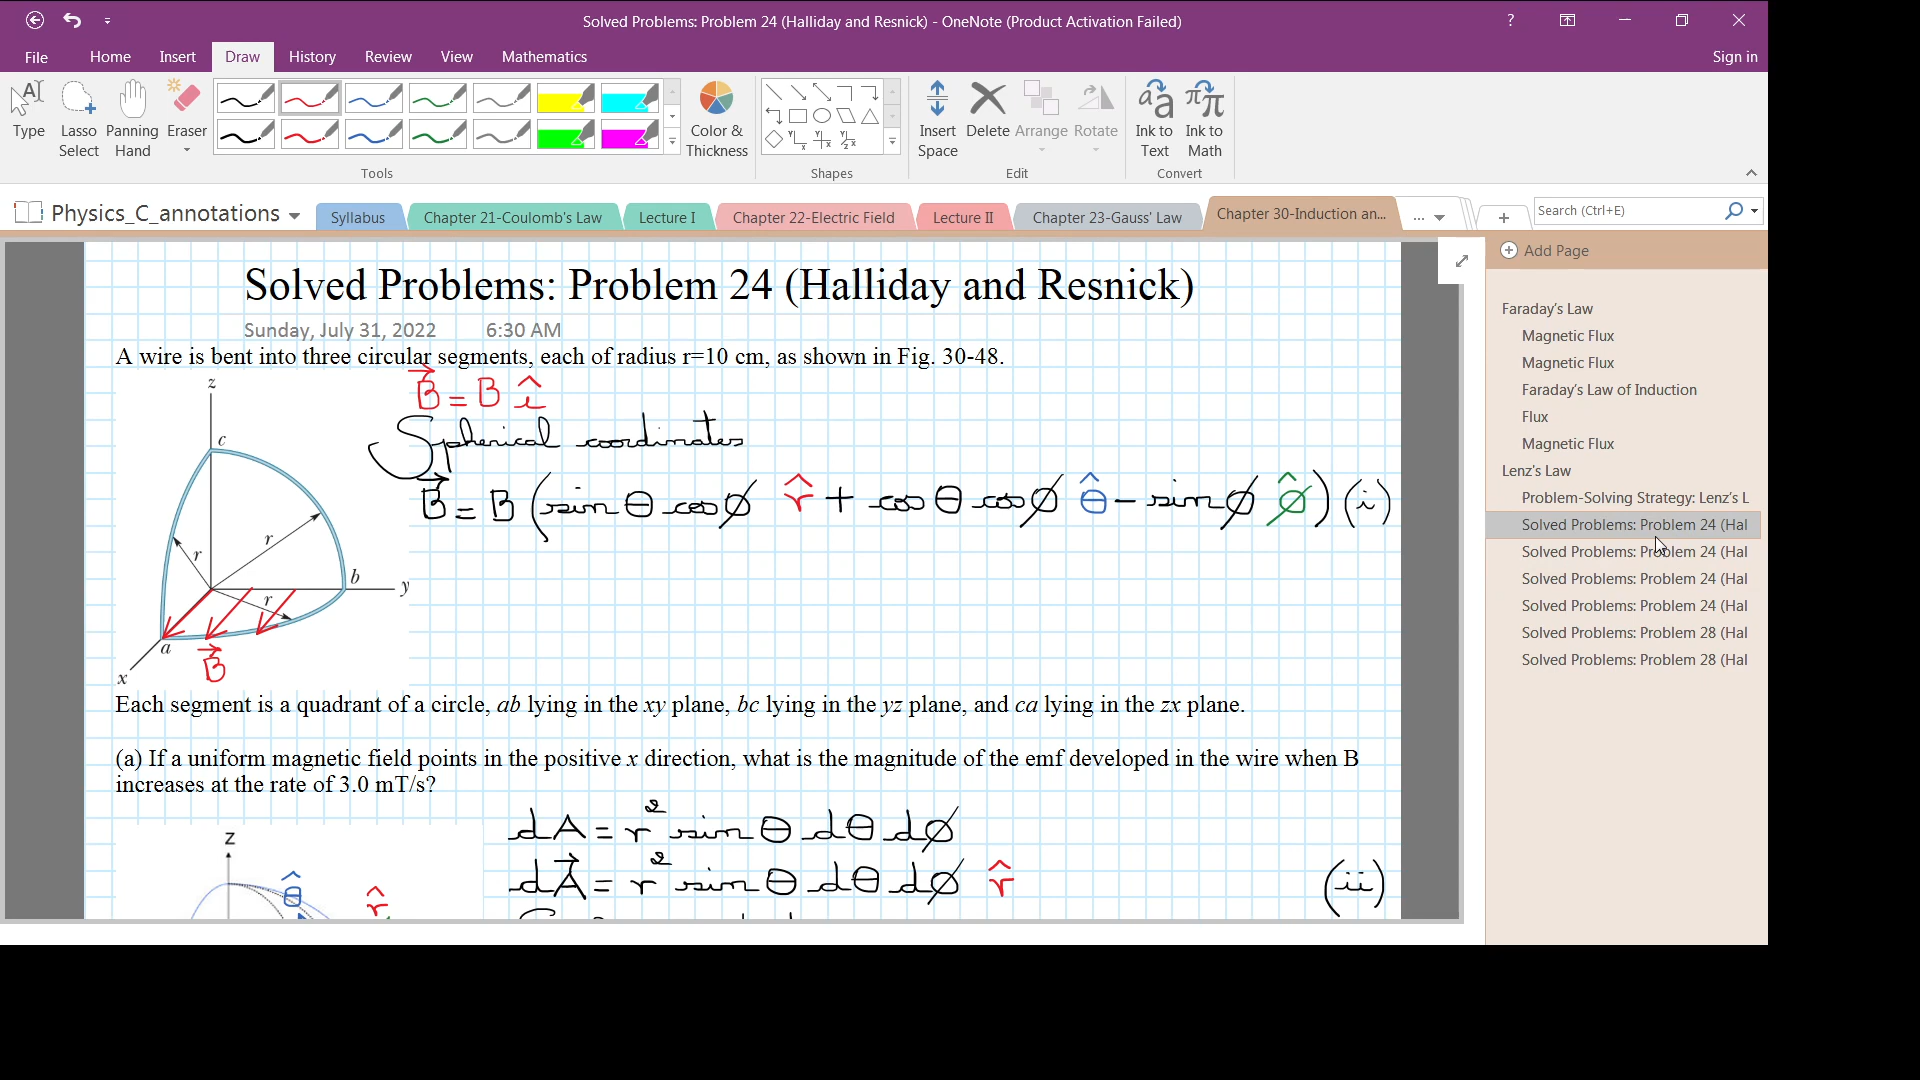 Solved Problems: Problem 24 (Halliday and Resnick) - OneNote (Product Activation Failed)
?
File Home Insert Draw History Review View Mathematics
Sign in
Type
Lasso Select
Panning Hand
Eraser
Color & Thickness
Insert Space
Delete
Arrange
Rotate
Ink to Text
Ink to Math
Tools
Shapes
Edit
Convert
Physics_C_annotations
Syllabus
Chapter 21-Coulomb's Law
Lecture I
Chapter 22-Electric Field
Lecture II
Chapter 23-Gauss' Law
Chapter 30-Induction an...
...
+
Search (Ctrl+E)
Add Page
Faraday's Law
Magnetic Flux
Magnetic Flux
Faraday's Law of Induction
Flux
Magnetic Flux
Lenz's Law
Problem-Solving Strategy: Lenz's L
Solved Problems: Problem 24 (Hal
Solved Problems: Problem 24 (Hal
Solved Problems: Problem 24 (Hal
Solved Problems: Problem 24 (Hal
Solved Problems: Problem 28 (Hal
Solved Problems: Problem 28 (Hal
Solved Problems: Problem 24 (Halliday and Resnick)
Sunday, July 31, 2022 6:30 AM
A wire is bent into three circular segments, each of radius r=10 cm, as shown in Fig. 30-48.
B⃗ = B î
Spherical coordinates
B⃗ = B (sin θ cos ϕ r̂ + cos θ cos ϕ θ̂ − sin ϕ ϕ̂) (i)
z
c
r
r
b
y
r
a
B⃗
x
Each segment is a quadrant of a circle, ab lying in the xy plane, bc lying in the yz plane, and ca lying in the zx plane.
(a) If a uniform magnetic field points in the positive x direction, what is the magnitude of the emf developed in the wire when B
increases at the rate of 3.0 mT/s?
dA = r² sin θ dθ dϕ
dA⃗ = r² sin θ dθ dϕ r̂ (ii)
z
θ̂
r̂